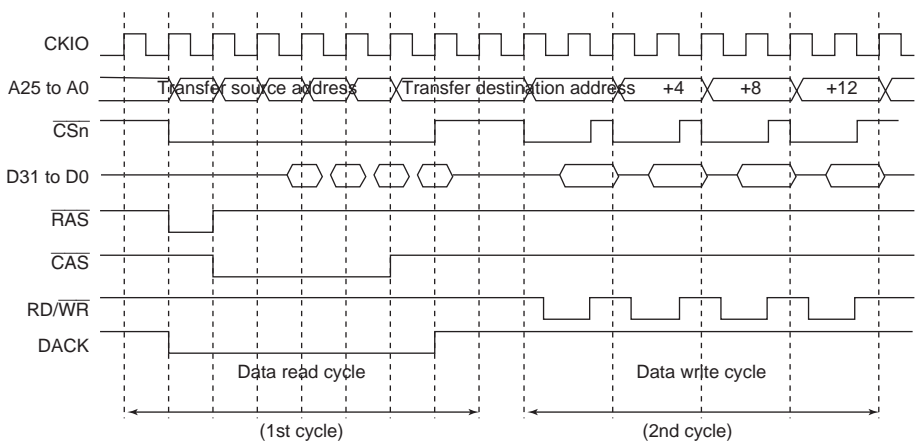 CKIO
A25 to A0 Transfer source address Transfer destination address +4 +8 +12
CSn
D31 to D0
RAS
CAS
RD/WR
DACK
Data read cycle Data write cycle
(1st cycle) (2nd cycle)